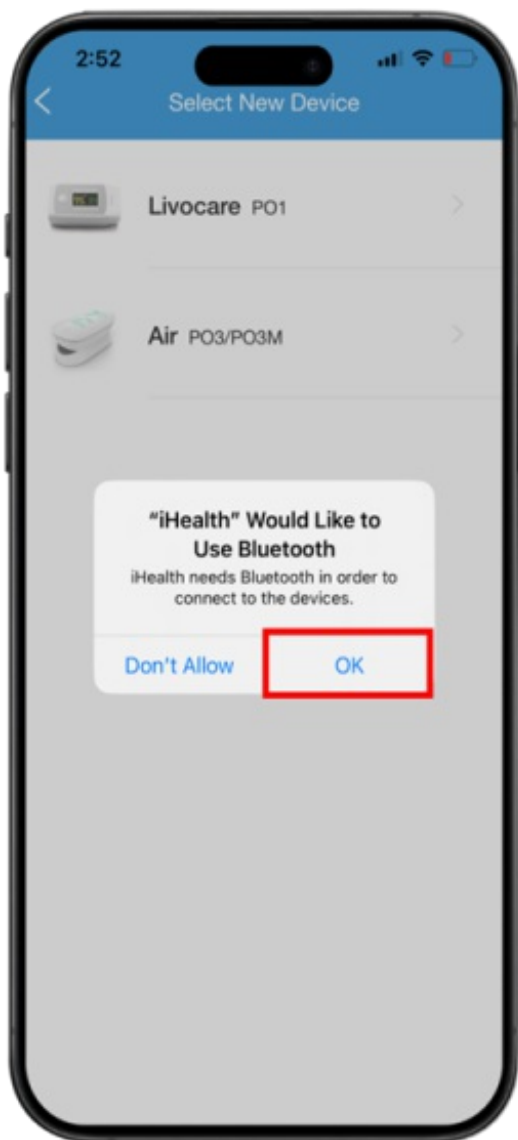 2:52
Select New Device
Livocare PO1
Air PO3/PO3M
“iHealth” Would Like to
Use Bluetooth
iHealth needs Bluetooth in order to
connect to the devices.
Don't Allow
OK